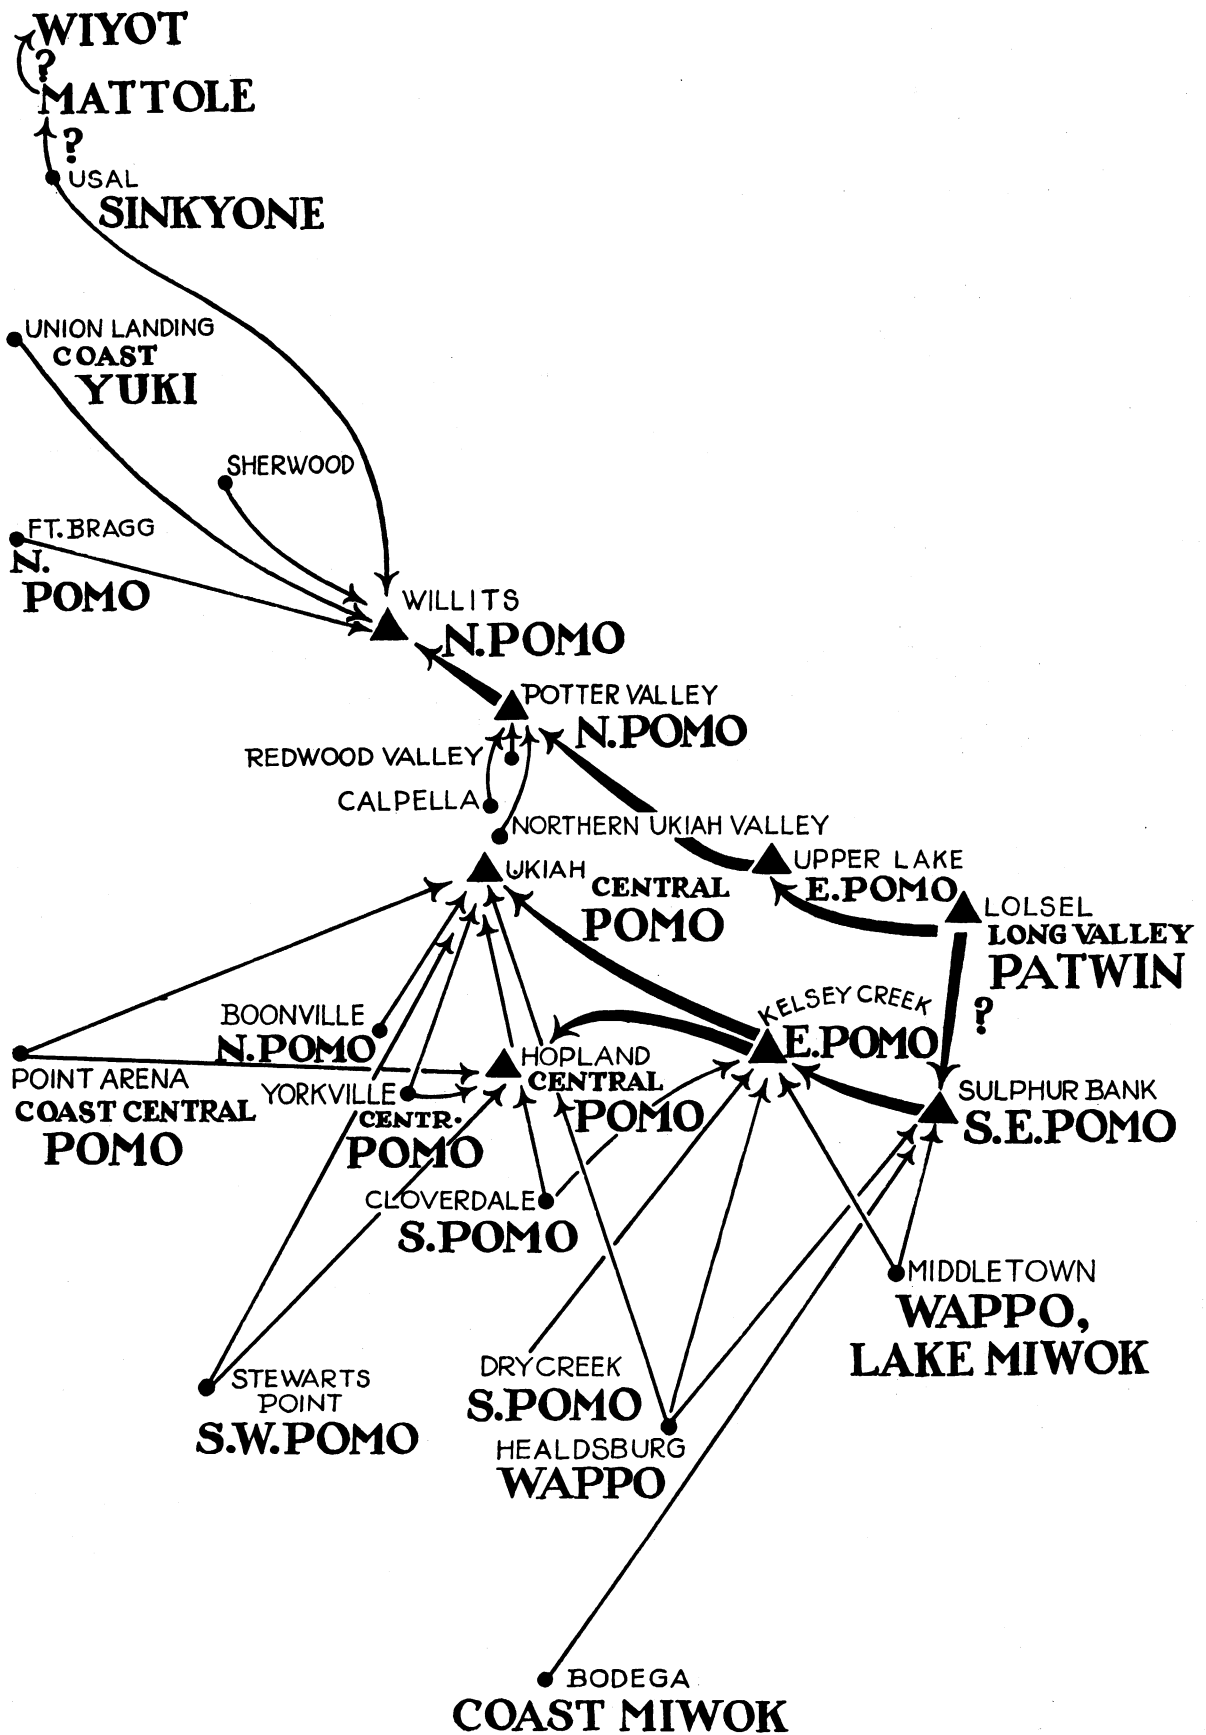 WIYOT
?
MATTOLE
?
USAL
SINKYONE
UNION LANDING
COAST
YUKI
SHERWOOD
FT. BRAGG
N.
POMO
WILLITS
N. POMO
POTTER VALLEY
N. POMO
REDWOOD VALLEY
CALPELLA
NORTHERN UKIAH VALLEY
UKIAH
CENTRAL
POMO
UPPER LAKE
E. POMO
LOLSEL
LONG VALLEY
PATWIN
?
KELSEY CREEK
E. POMO
BOONVILLE
N. POMO
HOPLAND
CENTRAL
POMO
POINT ARENA
COAST CENTRAL
POMO
YORKVILLE
CENTR.
POMO
SULPHUR BANK
S.E. POMO
CLOVERDALE
S. POMO
MIDDLETOWN
WAPPO,
LAKE MIWOK
STEWARTS
POINT
S.W. POMO
DRY CREEK
S. POMO
HEALDSBURG
WAPPO
BODEGA
COAST MIWOK